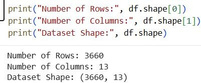 print("Number of Rows:", df.shape[0])
print("Number of Columns:", df.shape[1])
print("Dataset Shape:", df.shape)
Number of Rows: 3660
Number of Columns: 13
Dataset Shape: (3660, 13)